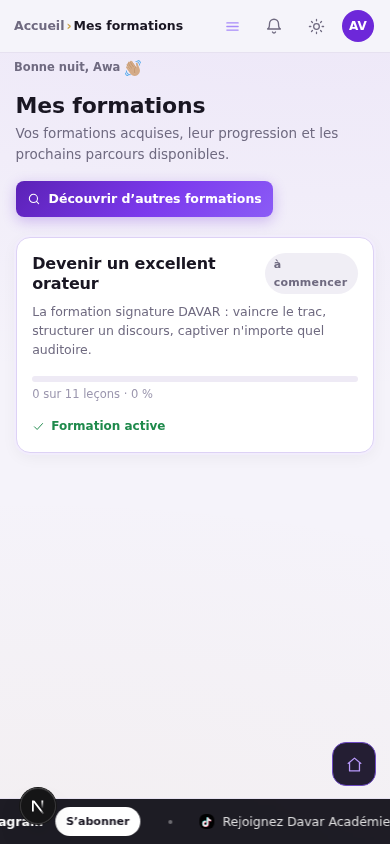 Accueil › Mes formations
AV
Bonne nuit, Awa 👋🏽
Mes formations
Vos formations acquises, leur progression et les
prochains parcours disponibles.
Découvrir d’autres formations
Devenir un excellent
orateur
à
commencer
La formation signature DAVAR : vaincre le trac,
structurer un discours, captiver n'importe quel
auditoire.
0 sur 11 leçons · 0 %
Formation active
N
S’abonner
•
Rejoignez Davar Académie